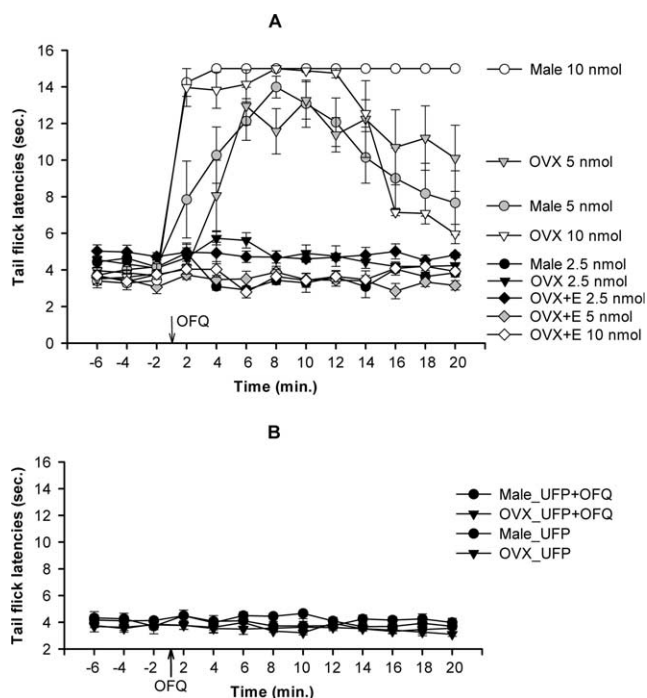 A
Tail flick latencies (sec.)
16
14
12
10
8
6
4
2
0
OFQ
-6 -4 -2 2 4 6 8 10 12 14 16 18 20
Time (min.)
Male 10 nmol
OVX 5 nmol
Male 5 nmol
OVX 10 nmol
Male 2.5 nmol
OVX 2.5 nmol
OVX+E 2.5 nmol
OVX+E 5 nmol
OVX+E 10 nmol
B
Tail flick latencies (sec.)
16
14
12
10
8
6
4
2
-6 -4 -2 2 4 6 8 10 12 14 16 18 20
OFQ
Time (min.)
Male_UFP+OFQ
OVX_UFP+OFQ
Male_UFP
OVX_UFP